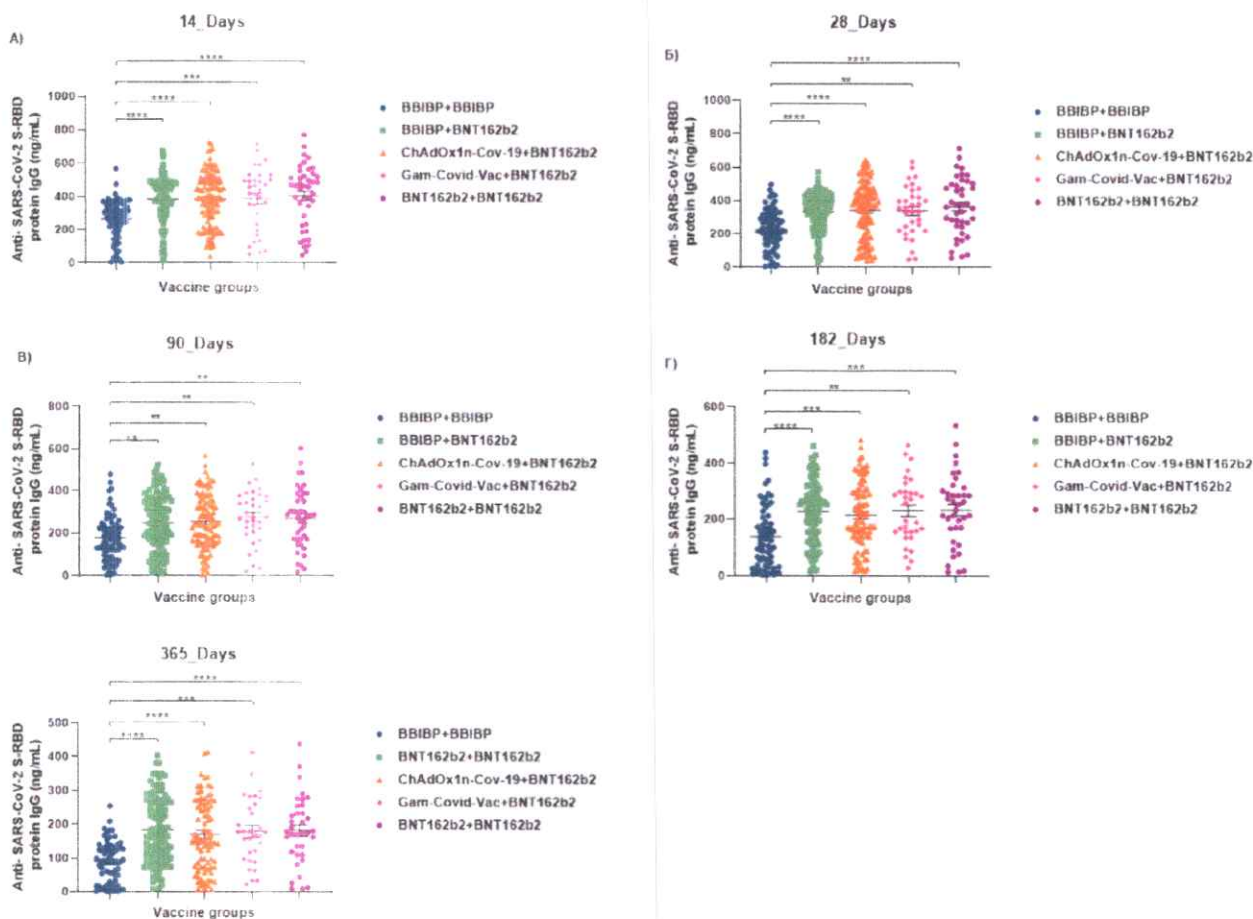 14_Days
А)
****
***
****
****
Anti- SARS-CoV-2 S-RBD
protein IgG (ng/mL)
1000
800
600
400
200
0
Vaccine groups
BBIBP+BBIBP
BBIBP+BNT162b2
ChAdOx1n-Cov-19+BNT162b2
Gam-Covid-Vac+BNT162b2
BNT162b2+BNT162b2
28_Days
Б)
****
**
****
****
Anti- SARS-CoV-2 S-RBD
protein IgG (ng/mL)
1000
800
600
400
200
0
Vaccine groups
BBIBP+BBIBP
BBIBP+BNT162b2
ChAdOx1n-Cov-19+BNT162b2
Gam-Covid-Vac+BNT162b2
BNT162b2+BNT162b2
90_Days
В)
**
**
**
Anti- SARS-CoV-2 S-RBD
protein IgG (ng/mL)
800
600
400
200
0
Vaccine groups
BBIBP+BBIBP
BBIBP+BNT162b2
ChAdOx1n-Cov-19+BNT162b2
Gam-Covid-Vac+BNT162b2
BNT162b2+BNT162b2
182_Days
Г)
***
**
***
****
Anti- SARS-CoV-2 S-RBD
protein IgG (ng/mL)
600
400
200
0
Vaccine groups
BBIBP+BBIBP
BBIBP+BNT162b2
ChAdOx1n-Cov-19+BNT162b2
Gam-Covid-Vac+BNT162b2
BNT162b2+BNT162b2
365_Days
****
***
****
****
Anti- SARS-CoV-2 S-RBD
protein IgG (ng/mL)
500
400
300
200
100
0
Vaccine groups
BBIBP+BBIBP
BNT162b2+BNT162b2
ChAdOx1n-Cov-19+BNT162b2
Gam-Covid-Vac+BNT162b2
BNT162b2+BNT162b2